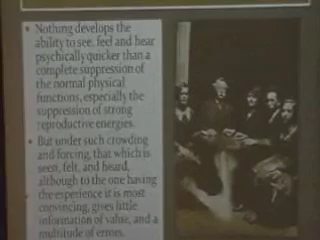 Nothing develops the
ability to see, feel and hear
psychically quicker than a
complete suppression of
the normal physical
functions, especially the
suppression of strong
reproductive energies.
But under such crowding
and forcing, that which is
seen, felt, and heard,
although to the one having
the experience it is most
convincing, gives little
information of value, and a
multitude of errors.